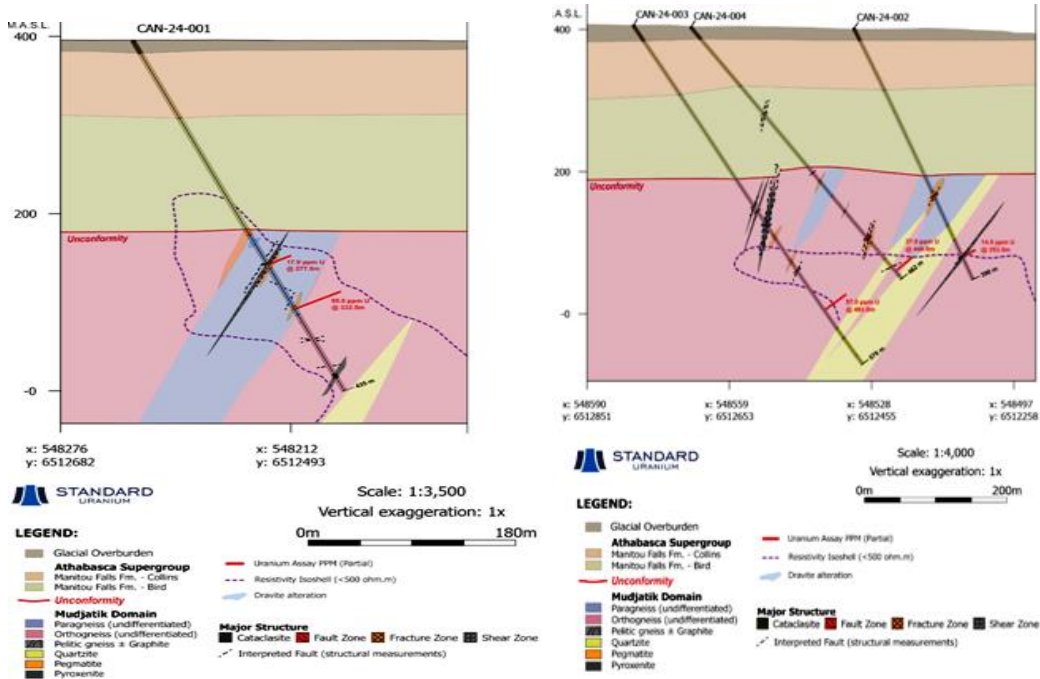 M.A.S.L.
CAN-24-001
400
200
Unconformity
17.9 ppm U
@ 277.5m
-0
x: 548276
y: 6512682
x: 548212
y: 6512493
STANDARD
URANIUM
Scale: 1:3,500
Vertical exaggeration: 1x
0m
180m
LEGEND:
Glacial Overburden
Athabasca Supergroup
Manitou Falls Fm. - Collins
Manitou Falls Fm. - Bird
Unconformity
Mudjatik Domain
Paragneiss (undifferentiated)
Orthogneiss (undifferentiated)
Pelitic gneiss ± Graphite
Quartzite
Pegmatite
Pyroxenite
Uranium Assay PPM (Partial)
Resistivity Isoshell (<500 ohm.m)
Dravite alteration
Major Structure
Cataclasite
Fault Zone
Fracture Zone
Shear Zone
Interpreted Fault (structural measurements)
A.S.L.
CAN-24-003
CAN-24-004
CAN-24-002
400
200
?
Unconformity
-0
x: 548590
y: 6512851
x: 548559
y: 6512653
x: 548528
y: 6512455
x: 548497
y: 6512258
STANDARD
URANIUM
Scale: 1:4,000
Vertical exaggeration: 1x
0m
200m
LEGEND:
Glacial Overburden
Athabasca Supergroup
Manitou Falls Fm. - Collins
Manitou Falls Fm. - Bird
Unconformity
Mudjatik Domain
Paragneiss (undifferentiated)
Orthogneiss (undifferentiated)
Pelitic gneiss ± Graphite
Quartzite
Pegmatite
Pyroxenite
Uranium Assay PPM (Partial)
Resistivity Isoshell (<500 ohm.m)
Dravite alteration
Major Structure
Cataclasite
Fault Zone
Fracture Zone
Shear Zone
Interpreted Fault (structural measurements)